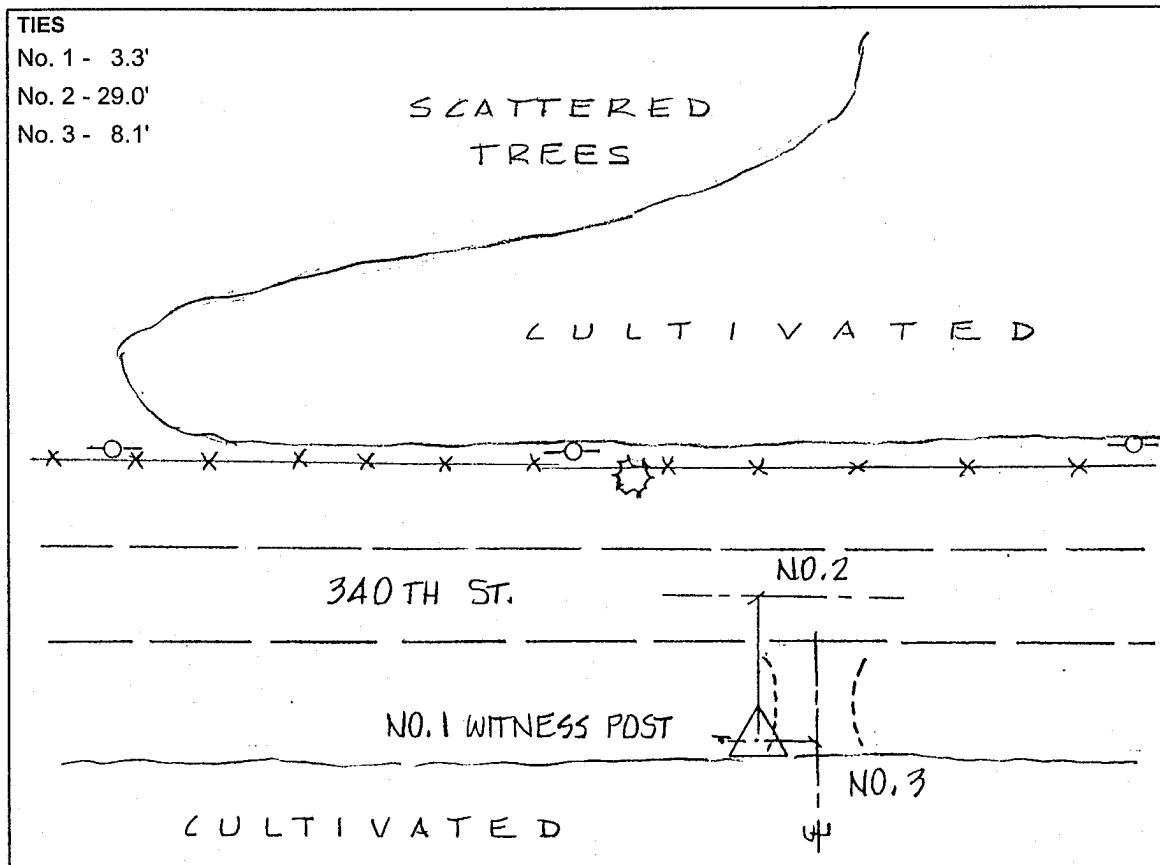 TIES
No. 1 - 3.3'
No. 2 - 29.0'
No. 3 - 8.1'
SCATTERED
TREES
CULTIVATED
NO.2
340TH ST.
NO.1 WITNESS POST
NO.3
CULTIVATED